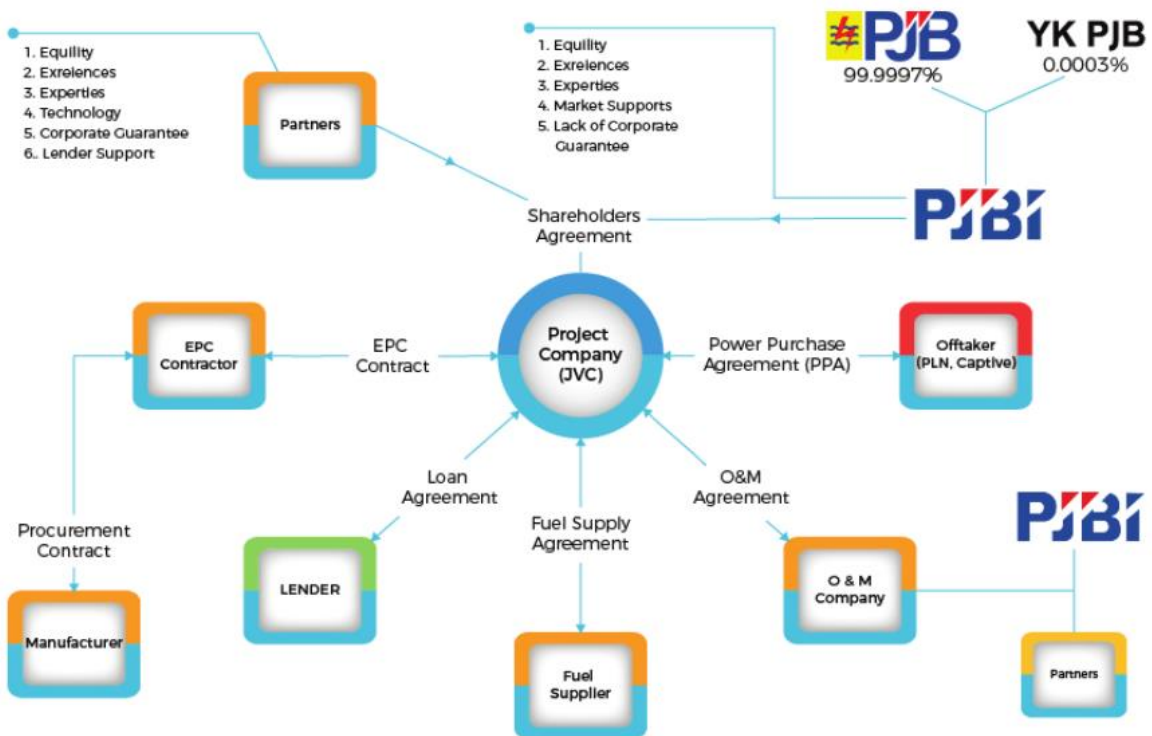 1. Equility
2. Exreiences
3. Experties
4. Technology
5. Corporate Guarantee
6.. Lender Support
Partners
1. Equility
2. Exreiences
3. Experties
4. Market Supports
5. Lack of Corporate
Guarantee
PJB
99.9997%
YK PJB
0.0003%
PJBI
Shareholders
Agreement
EPC
Contractor
EPC
Contract
Project
Company
(JVC)
Power Purchase
Agreement (PPA)
Offtaker
(PLN, Captive)
Loan
Agreement
O&M
Agreement
Procurement
Contract
Fuel Supply
Agreement
PJBI
LENDER
O & M
Company
Manufacturer
Fuel
Supplier
Partners